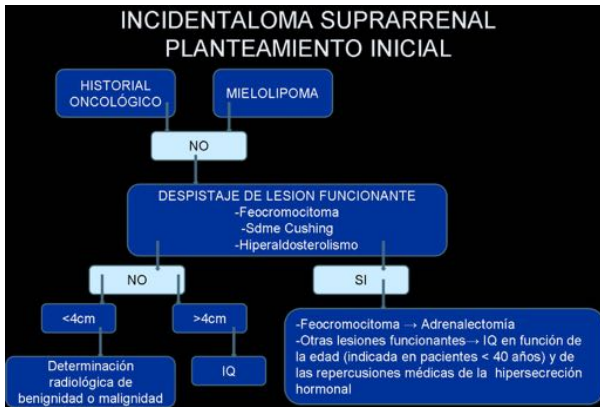 INCIDENTALOMA SUPRARRENAL
PLANTEAMIENTO INICIAL
HISTORIAL
ONCOLÓGICO
MIELOLIPOMA
NO
DESPISTAJE DE LESION FUNCIONANTE
-Feocromocitoma
-Sdme Cushing
-Hiperaldosterolismo
NO
SI
<4cm
>4cm
Determinación
radiológica de
benignidad o malignidad
IQ
-Feocromocitoma → Adrenalectomía
-Otras lesiones funcionantes→ IQ en función de
la edad (indicada en pacientes < 40 años) y de
las repercusiones médicas de la hipersecreción
hormonal